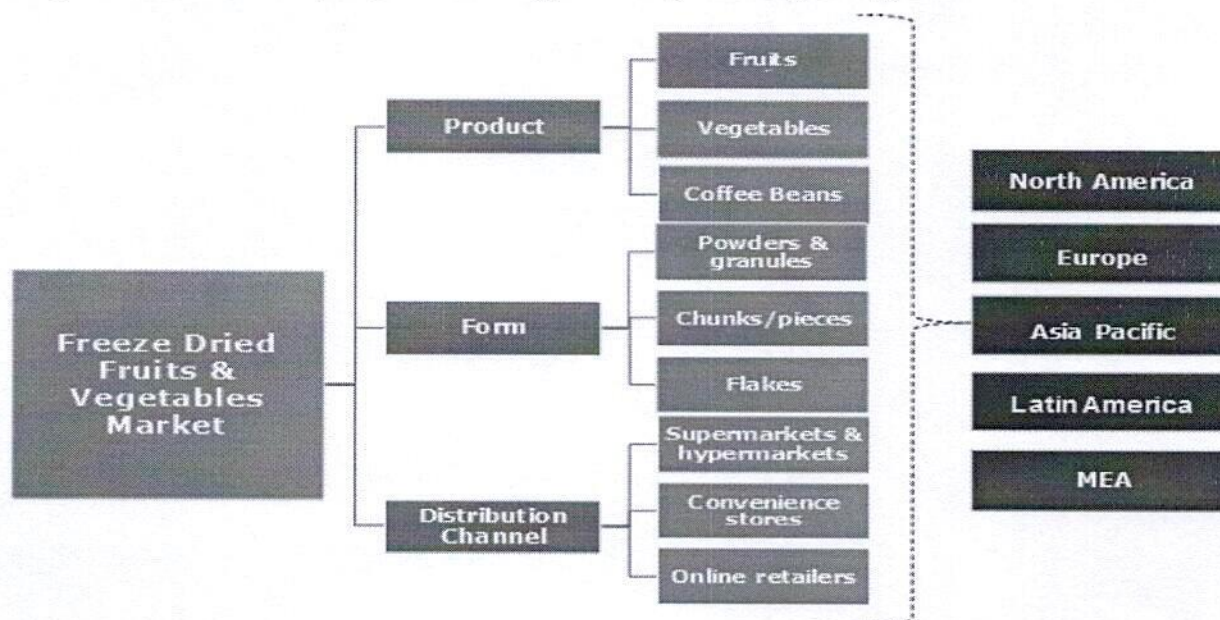 Freeze Dried
Fruits &
Vegetables
Market
Product
Form
Distribution
Channel
Fruits
Vegetables
Coffee Beans
Powders &
granules
Chunks/pieces
Flakes
Supermarkets &
hypermarkets
Convenience
stores
Online retailers
North America
Europe
Asia Pacific
Latin America
MEA